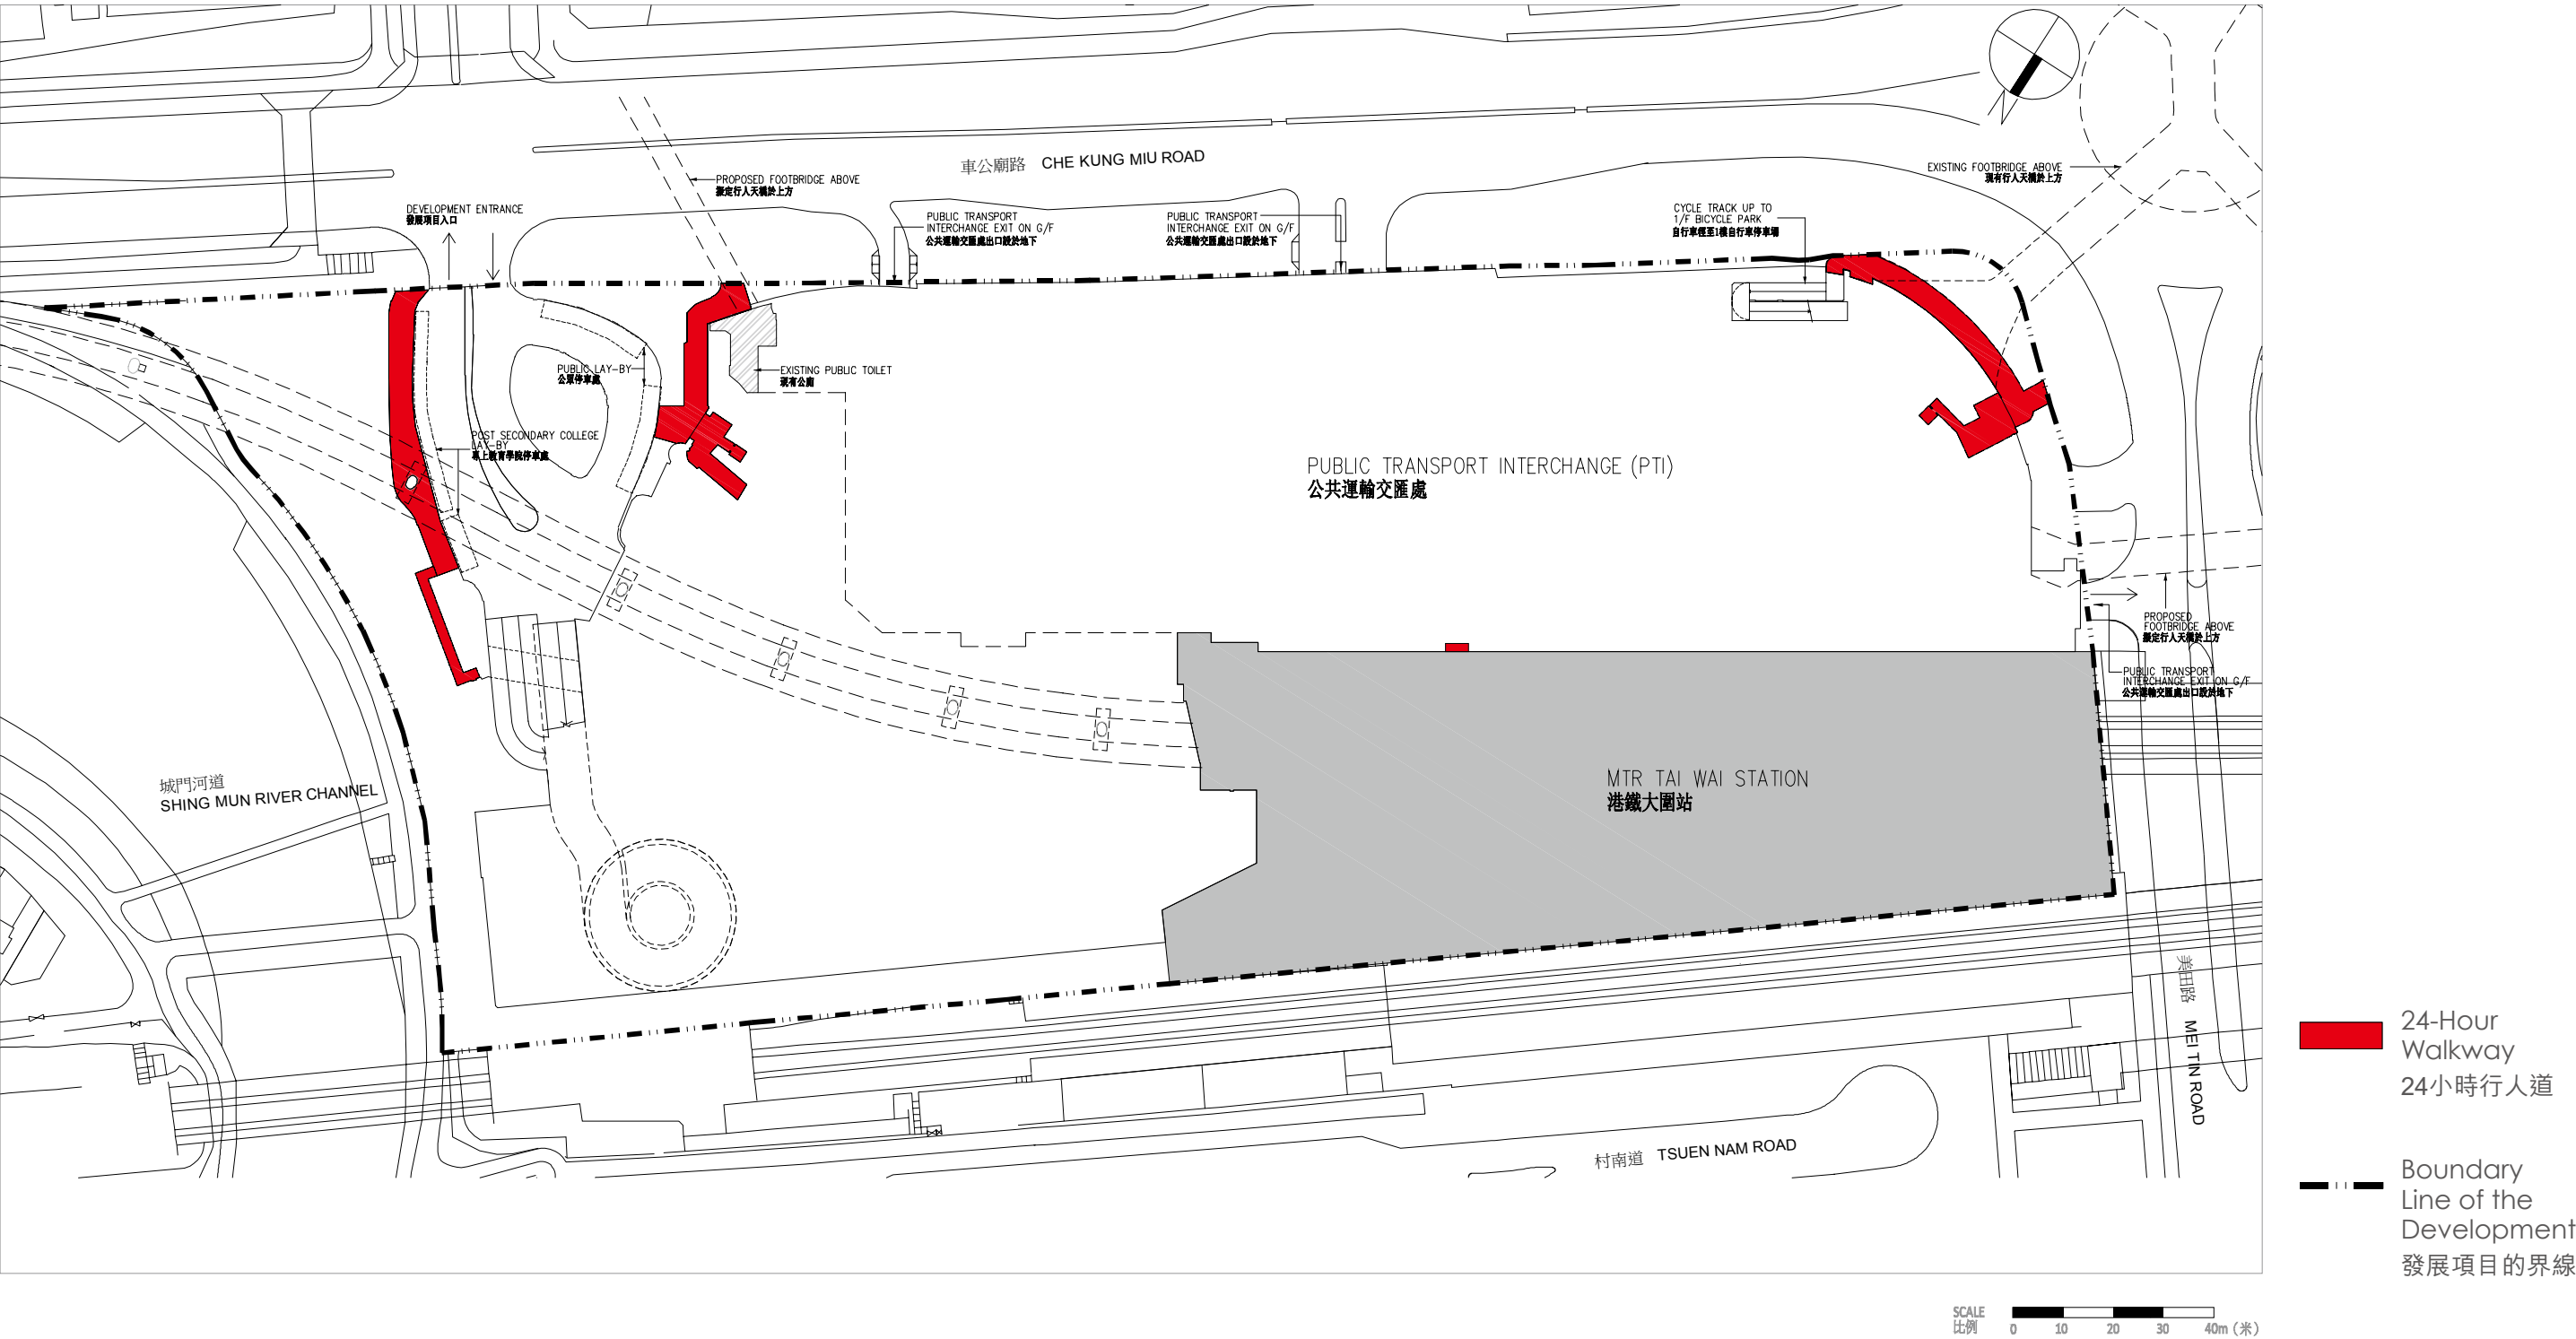 車公廟路 CHE KUNG MIU ROAD
EXISTING FOOTBRIDGE ABOVE
現有行人天橋於上方
PROPOSED FOOTBRIDGE ABOVE
擬定行人天橋於上方
DEVELOPMENT ENTRANCE
發展項目入口
PUBLIC TRANSPORT
INTERCHANGE EXIT ON G/F
公共運輸交匯處出口設於地下
PUBLIC TRANSPORT
INTERCHANGE EXIT ON G/F
公共運輸交匯處出口設於地下
CYCLE TRACK UP TO
1/F BICYCLE PARK
自行車徑至1樓自行車停車場
PUBLIC LAY-BY
公眾停車處
EXISTING PUBLIC TOILET
現有公廁
POST SECONDARY COLLEGE
LAY-BY
專上教育學院停車處
PUBLIC TRANSPORT INTERCHANGE (PTI)
公共運輸交匯處
PROPOSED
FOOTBRIDGE ABOVE
擬定行人天橋於上方
PUBLIC TRANSPORT
INTERCHANGE EXIT ON G/F
公共運輸交匯處出口設於地下
城門河道
SHING MUN RIVER CHANNEL
MTR TAI WAI STATION
港鐵大圍站
美田路 MEI TIN ROAD
村南道 TSUEN NAM ROAD
24-Hour
Walkway
24小時行人道
Boundary
Line of the
Development
發展項目的界線
SCALE
比例
0 10 20 30 40m (米)